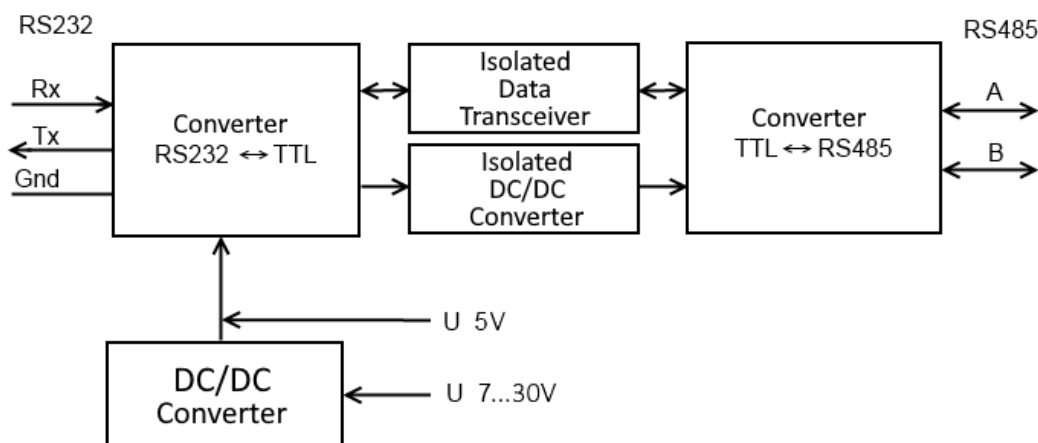 RS232
RS485
Rx
Tx
Gnd
Converter
RS232 ↔ TTL
Isolated
Data
Transceiver
Isolated
DC/DC
Converter
Converter
TTL ↔ RS485
A
B
U 5V
DC/DC
Converter
U 7...30V